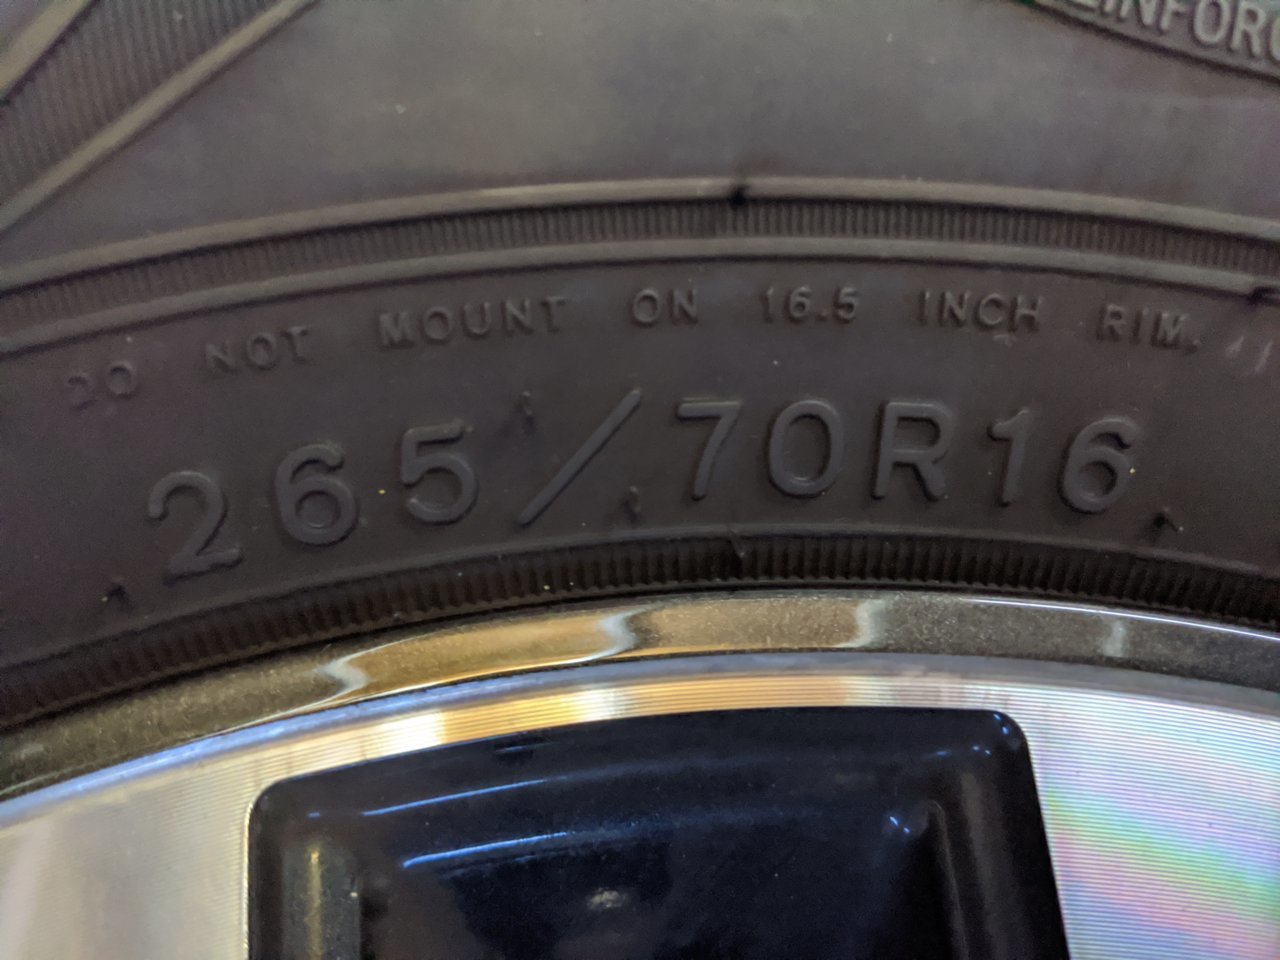 DO NOT MOUNT ON 16.5 INCH RIM.
265/70R16